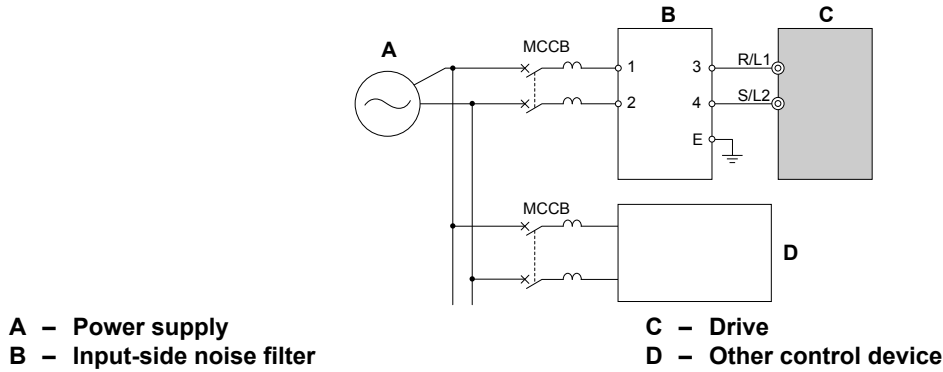 B C
A
MCCB
1 3 R/L1
2 4 S/L2
E
MCCB
D
A – Power supply C – Drive
B – Input-side noise filter D – Other control device